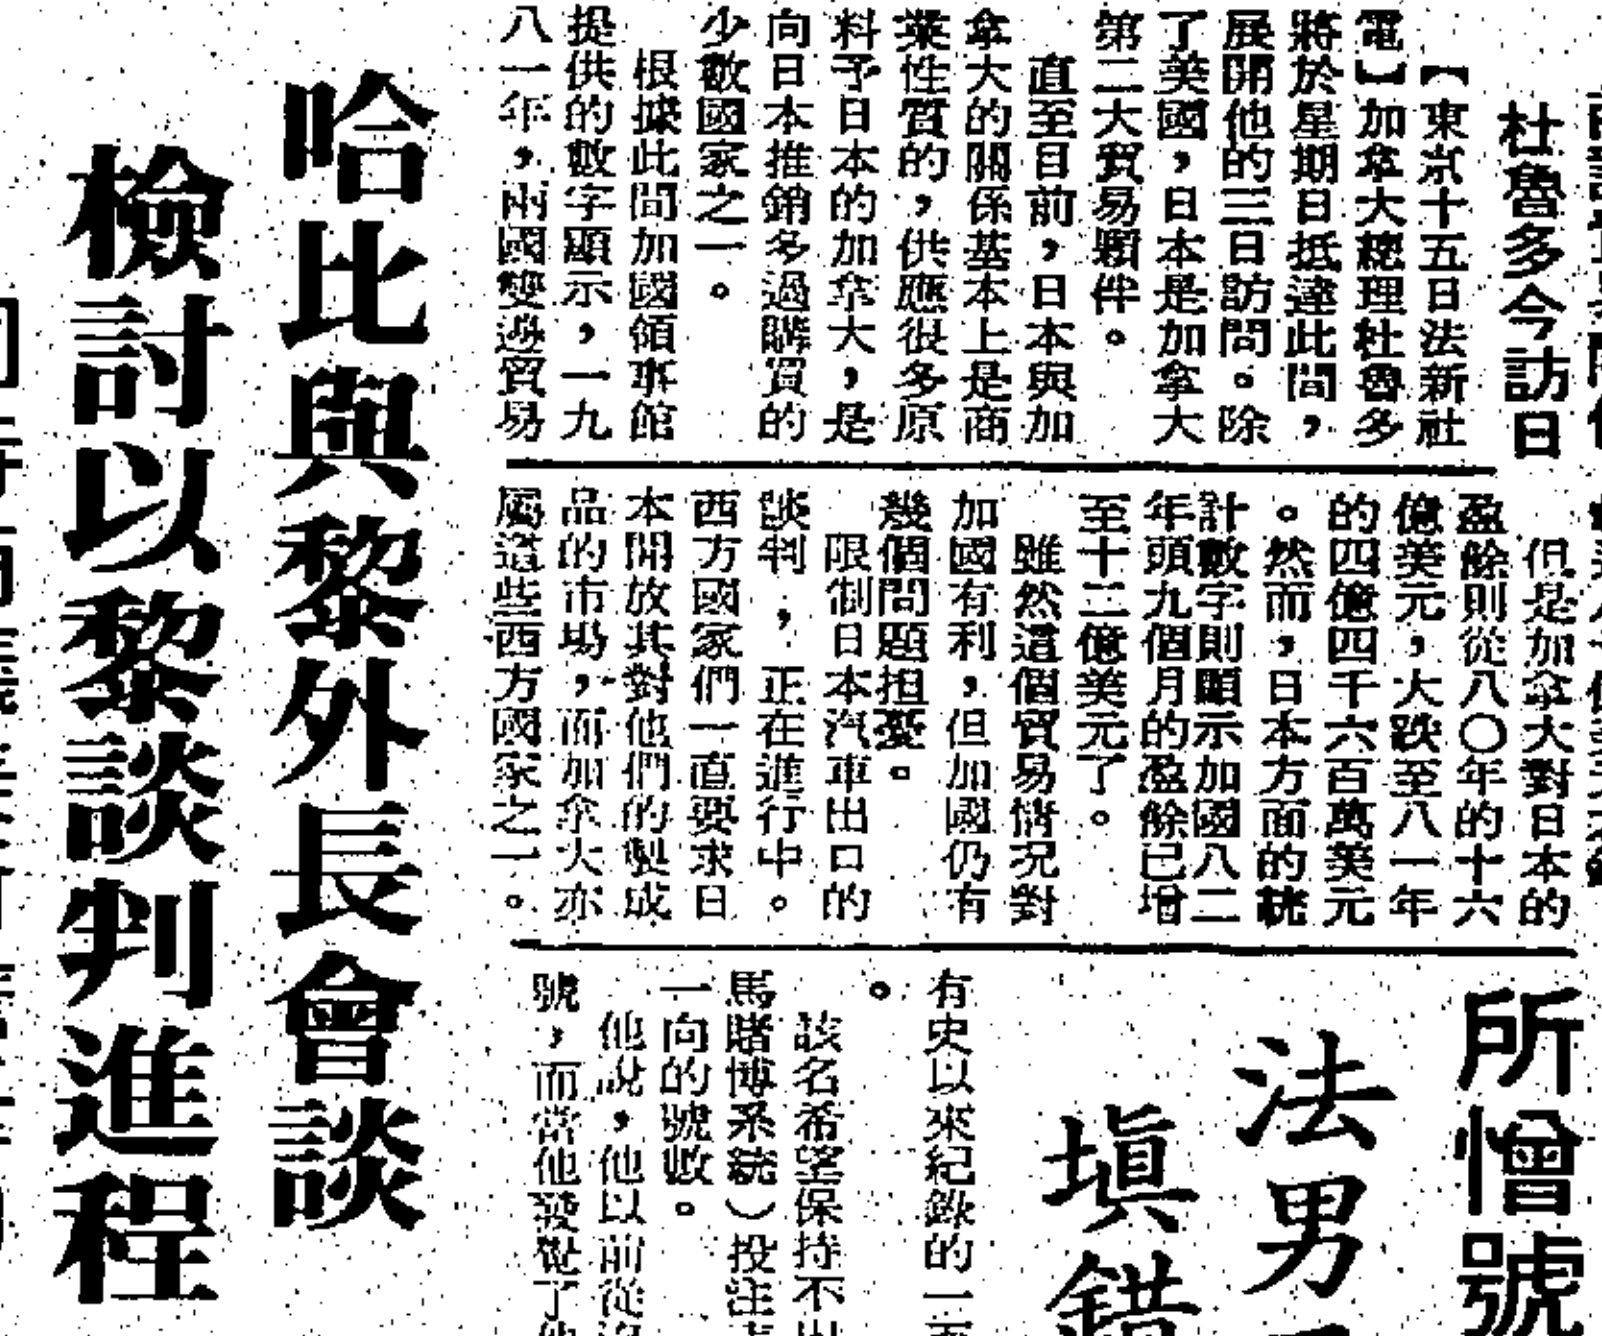 杜魯多今訪日
【東京十五日法新社
電】加拿大總理杜魯多
將於星期日抵達此間，
展開他的三日訪問。除
了美國，日本是加拿大
第二大貿易夥伴。
直至目前，日本與加
拿大的關係基本上是商
業性質的，供應很多原
料予日本的加拿大，是
向日本推銷多過購買的
少數國家之一。
根據此間加國領事館
提供的數字顯示，一九
八一年，兩國雙邊貿易
但是加拿大對日本的
盈餘則從八〇年的十六
億美元，大跌至八一年
的四億四千六百萬美元
。然而，日本方面的統
計數字則顯示加國八二
年頭九個月的盈餘已增
至十二億美元了。
雖然這個貿易情況對
加國有利，但加國仍有
幾個問題担憂。
限制日本汽車出口的
談判，正在進行中。
西方國家們一直要求日
本開放其對他們的製成
品的市場，而加拿大亦
屬這些西方國家之一。
所憎號
法男
塡錯
有史以來紀錄的一
。
該名希望保持不
馬賭博系統）投注
一向的號數。
他說，他以前從
號，而當他發覺了
哈比與黎外長會談
檢討以黎談判進程